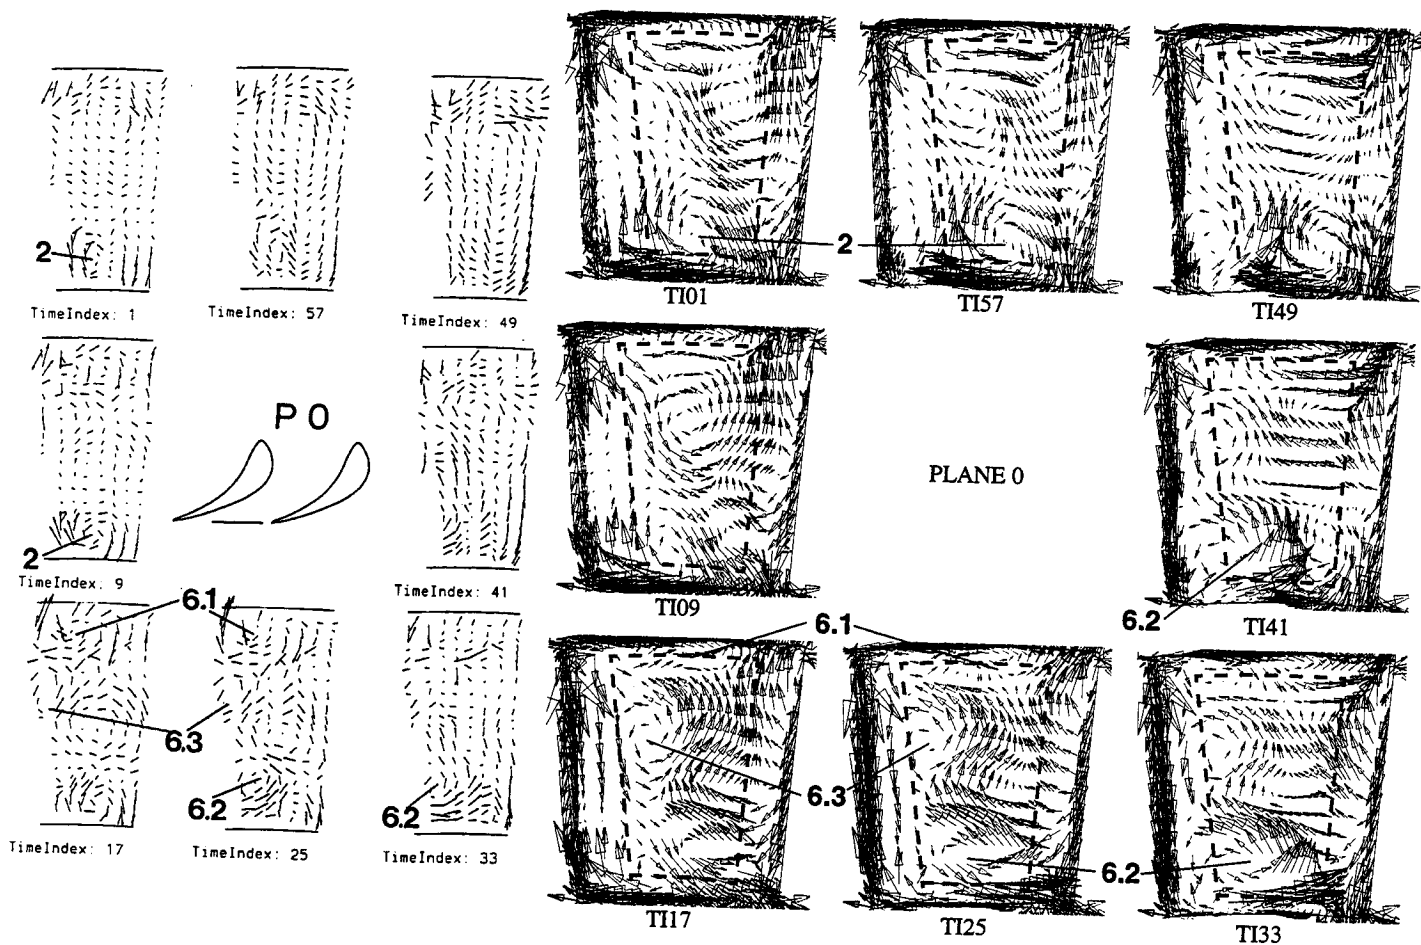 2
TimeIndex: 1
TimeIndex: 57
TimeIndex: 49
TI01
2
TI57
TI49
P 0
2
TimeIndex: 9
TimeIndex: 41
TI09
PLANE 0
6.2
TI41
6.1
6.3
6.2
6.2
TimeIndex: 17
TimeIndex: 25
TimeIndex: 33
6.1
6.3
6.2
TI17
TI25
TI33